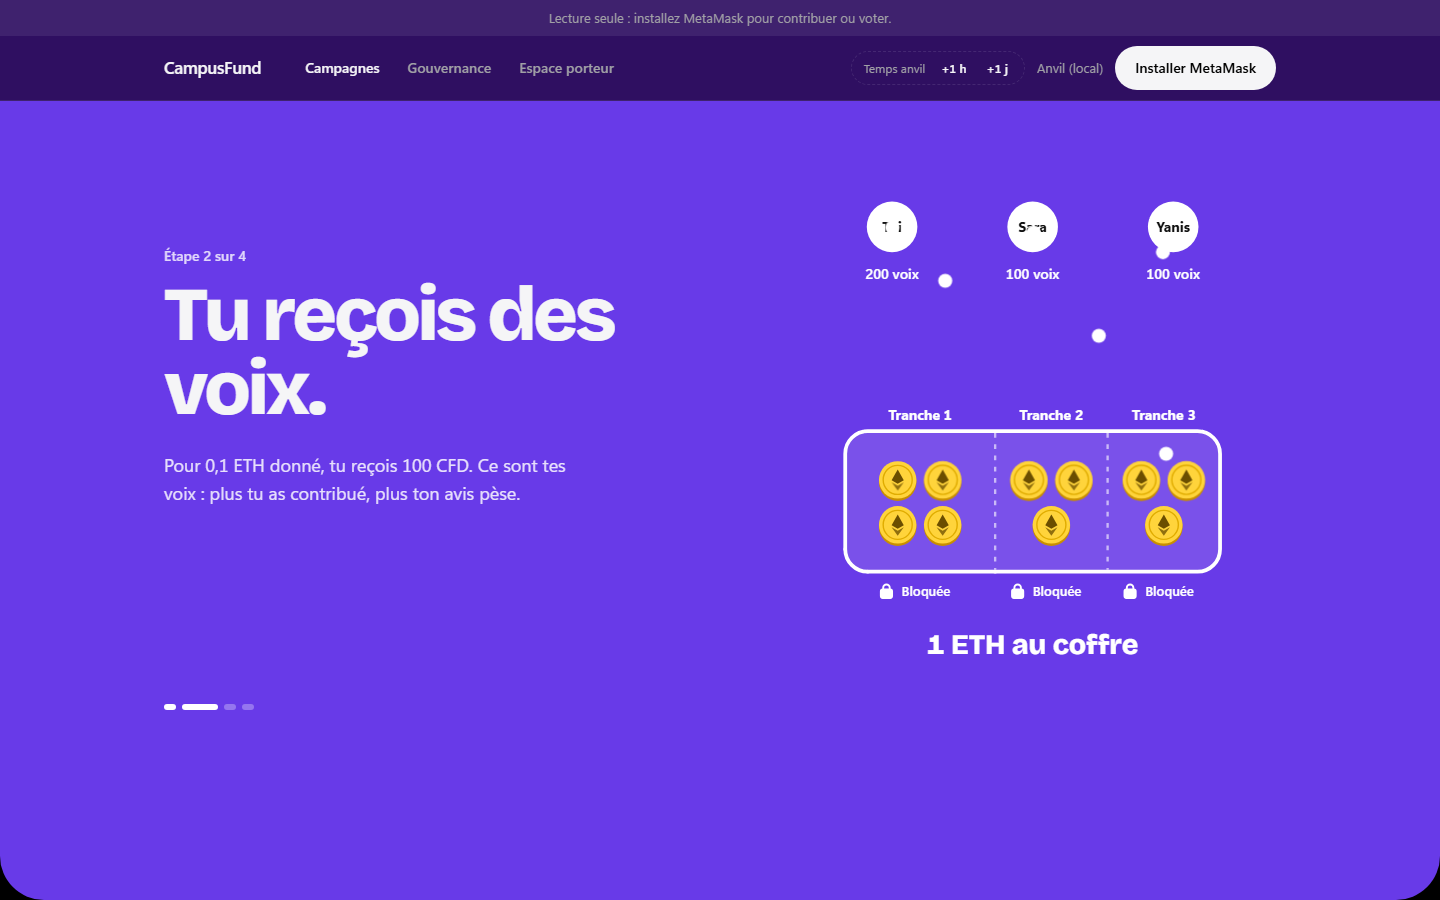 Lecture seule : installez MetaMask pour contribuer ou voter.
CampusFund
Campagnes
Gouvernance
Espace porteur
Temps anvil
+1 h
+1 j
Anvil (local)
Installer MetaMask
Étape 2 sur 4
Tu reçois des
voix.
Pour 0,1 ETH donné, tu reçois 100 CFD. Ce sont tes
voix : plus tu as contribué, plus ton avis pèse.
Yanis
200 voix
100 voix
100 voix
Tranche 1
Tranche 2
Tranche 3
Bloquée
Bloquée
Bloquée
1 ETH au coffre